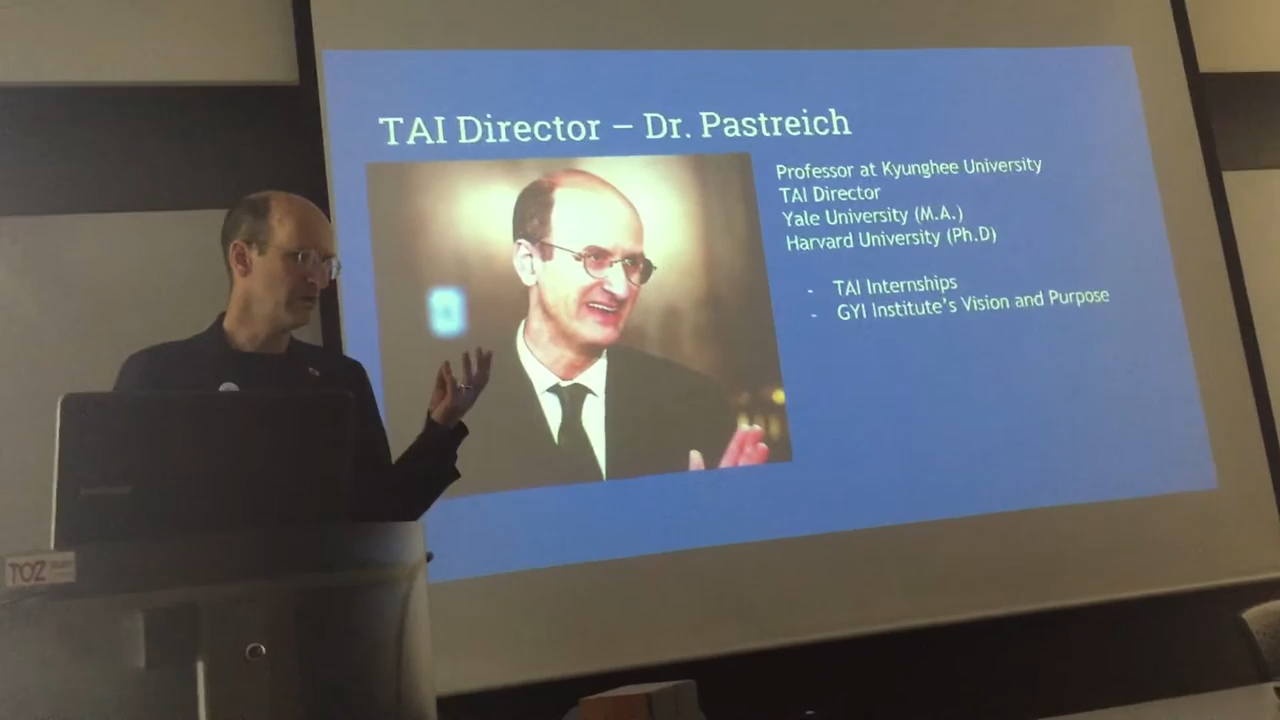 TAI Director – Dr. Pastreich
Professor at Kyunghee University
TAI Director
Yale University (M.A.)
Harvard University (Ph.D)
- TAI Internships
- GYI Institute's Vision and Purpose
TOZ